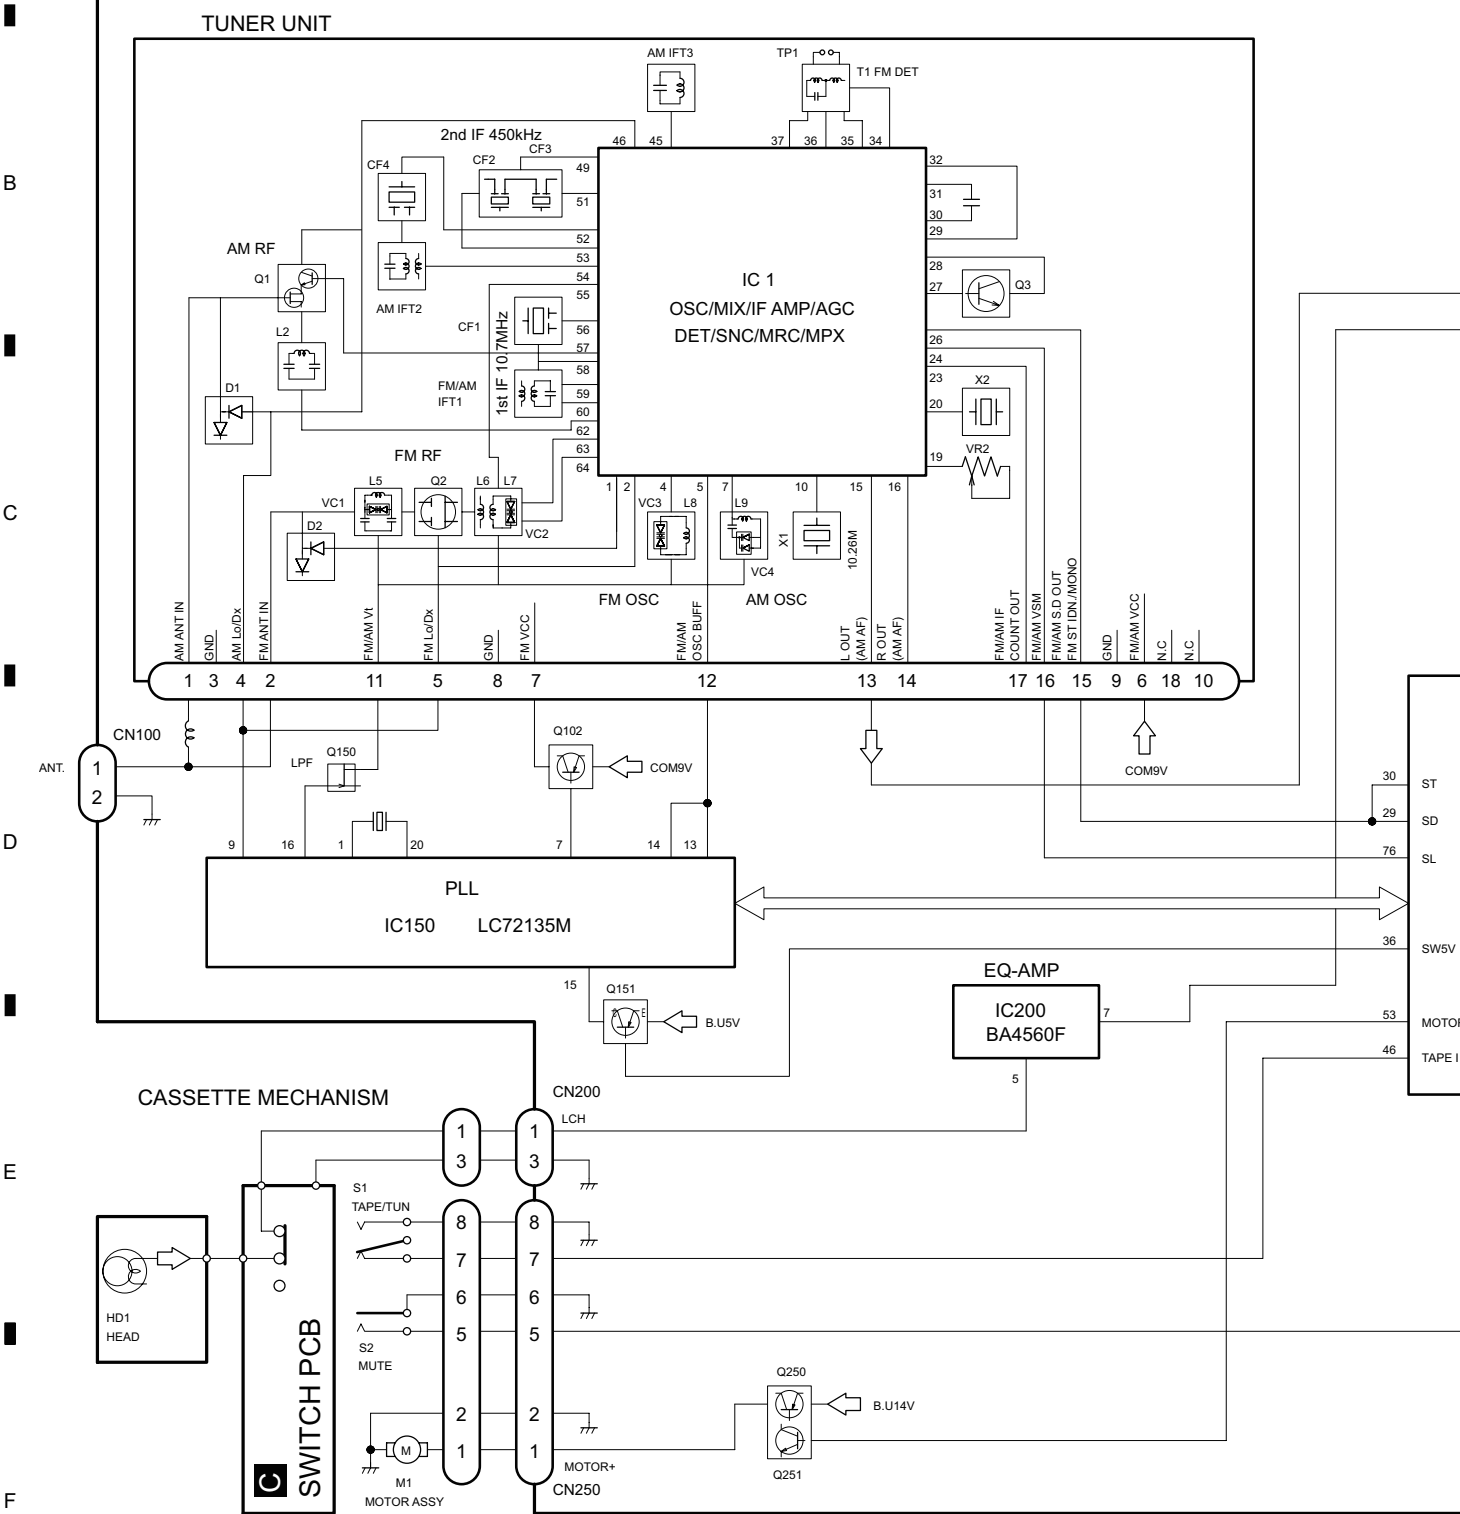 TUNER UNIT
AM IFT3
TP1
T1 FM DET
2nd IF 450kHz
46 45 37 36 35 34
CF4 CF2 CF3
49
51
52
53
54
55
56
57
58
59
60
62
63
64
32
31
30
29
28
27
26
24
23
20
19
B
AM RF
Q1
AM IFT2
L2
CF1
1st IF 10.7MHz
FM/AM
IFT1
D1
IC 1
OSC/MIX/IF AMP/AGC
DET/SNC/MRC/MPX
Q3
X2
VR2
FM RF
L5 Q2 L6 L7
VC1
VC2
D2
1 2 4 5 7 10 15 16
VC3 L8 L9
X1
10.26M
VC4
C
FM OSC
AM OSC
AM ANT IN
GND
AM Lo/Dx
FM ANT IN
FM/AM Vt
FM Lo/Dx
GND
FM VCC
FM/AM
OSC BUFF
L OUT
(AM AF)
R OUT
(AM AF)
FM/AM IF
COUNT OUT
FM/AM VSM
FM/AM S.D OUT
FM ST IDN./MONO
GND
FM/AM VCC
N.C
N.C
1 3 4 2 11 5 8 7 12 13 14 17 16 15 9 6 18 10
CN100
ANT.
1
2
LPF
Q150
Q102
COM9V
COM9V
D
9 16 1 20 7 14 13
PLL
IC150 LC72135M
30 ST
29 SD
76 SL
36 SW5V
53
46 TAPE I
15
Q151
E
B.U5V
EQ-AMP
IC200
BA4560F
7
5
CASSETTE MECHANISM
CN200
LCH
1 1
3 3
E
S1
TAPE/TUN
8 8
7 7
6 6
5 5
2 2
1 1
HD1
HEAD
S2
MUTE
C
SWITCH PCB
M
M1
MOTOR ASSY
MOTOR+
CN250
Q250
B.U14V
Q251
F